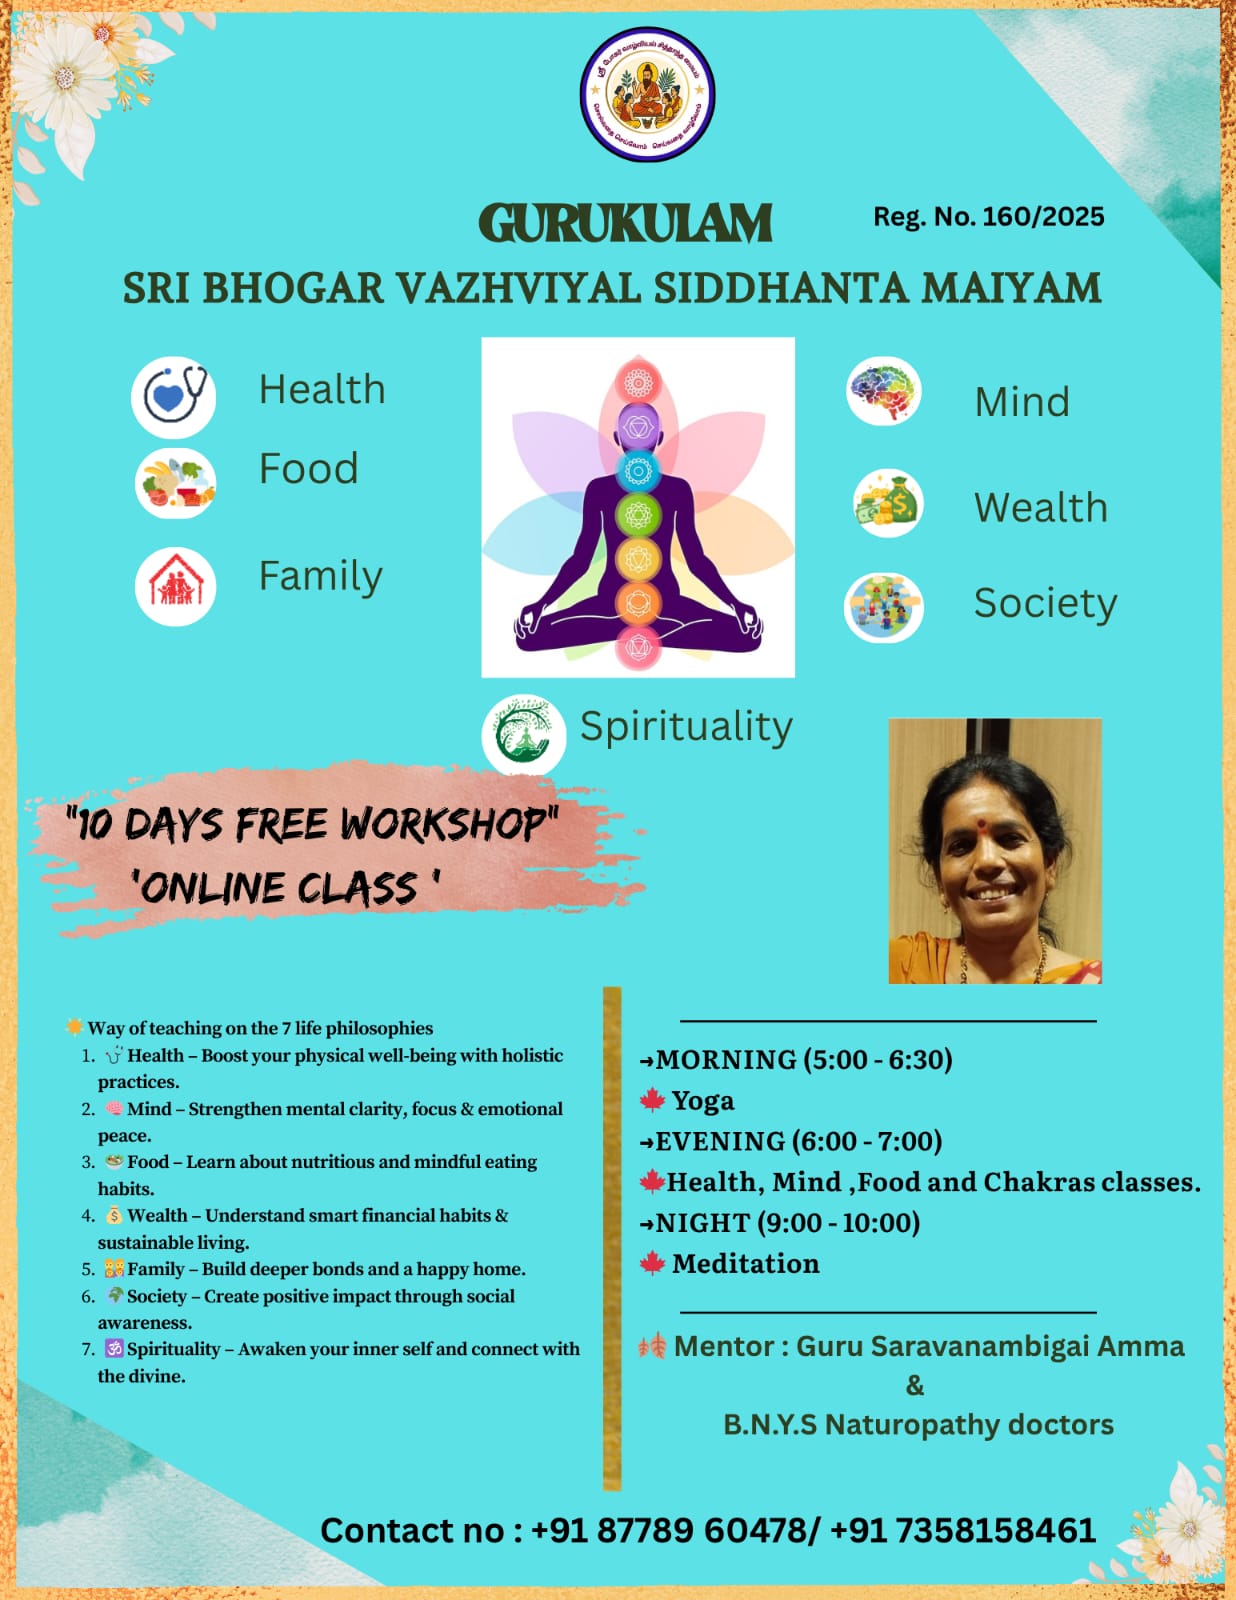 ஸ்ரீ போகர் வாழ்வியல் சித்தாந்த மையம்
சொல்வதை செய்வோம் செய்வதை வாழ்வோம்
GURUKULAM
Reg. No. 160/2025
SRI BHOGAR VAZHVIYAL SIDDHANTA MAIYAM
Health
Mind
Food
Wealth
Family
Society
Spirituality
"10 DAYS FREE WORKSHOP"
'ONLINE CLASS '
Way of teaching on the 7 life philosophies
1. Health – Boost your physical well-being with holistic
practices.
2. Mind – Strengthen mental clarity, focus & emotional
peace.
3. Food – Learn about nutritious and mindful eating
habits.
4. Wealth – Understand smart financial habits &
sustainable living.
5. Family – Build deeper bonds and a happy home.
6. Society – Create positive impact through social
awareness.
7. 🕉 Spirituality – Awaken your inner self and connect with
the divine.
→MORNING (5:00 - 6:30)
Yoga
→EVENING (6:00 - 7:00)
Health, Mind ,Food and Chakras classes.
→NIGHT (9:00 - 10:00)
Meditation
Mentor : Guru Saravanambigai Amma
&
B.N.Y.S Naturopathy doctors
Contact no : +91 87789 60478/ +91 7358158461